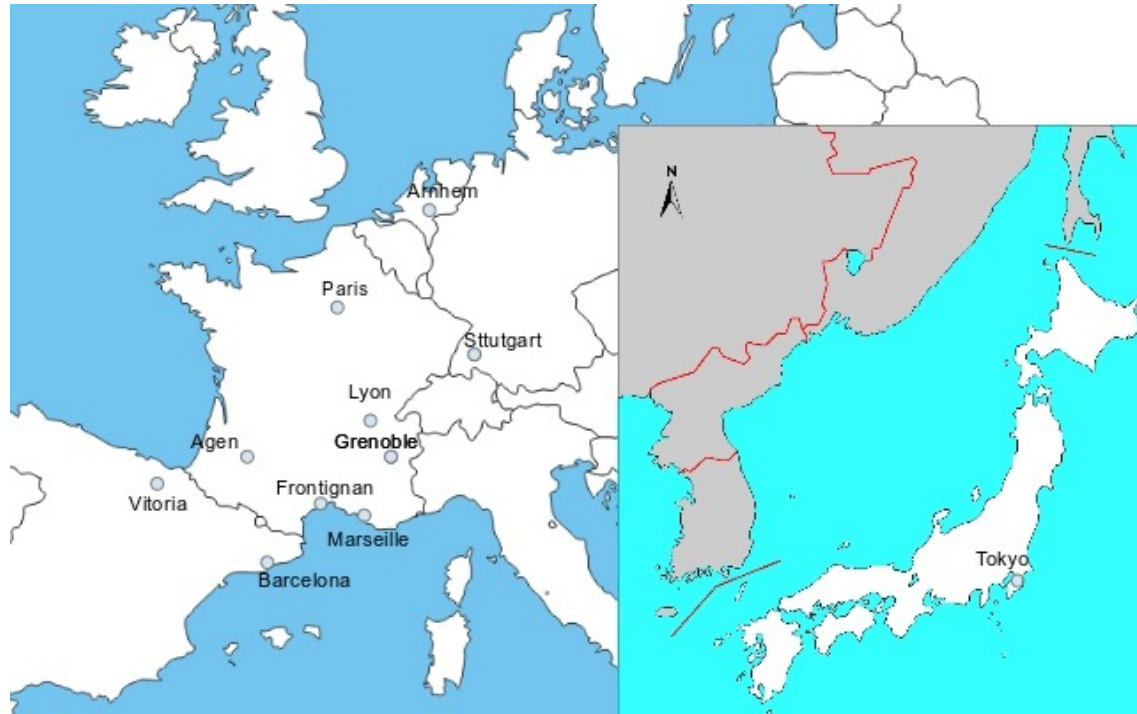 Arnhem
N
Paris
Sttutgart
Lyon
Agen
Grenoble
Frontignan
Vitoria
Marseille
Tokyo
Barcelona